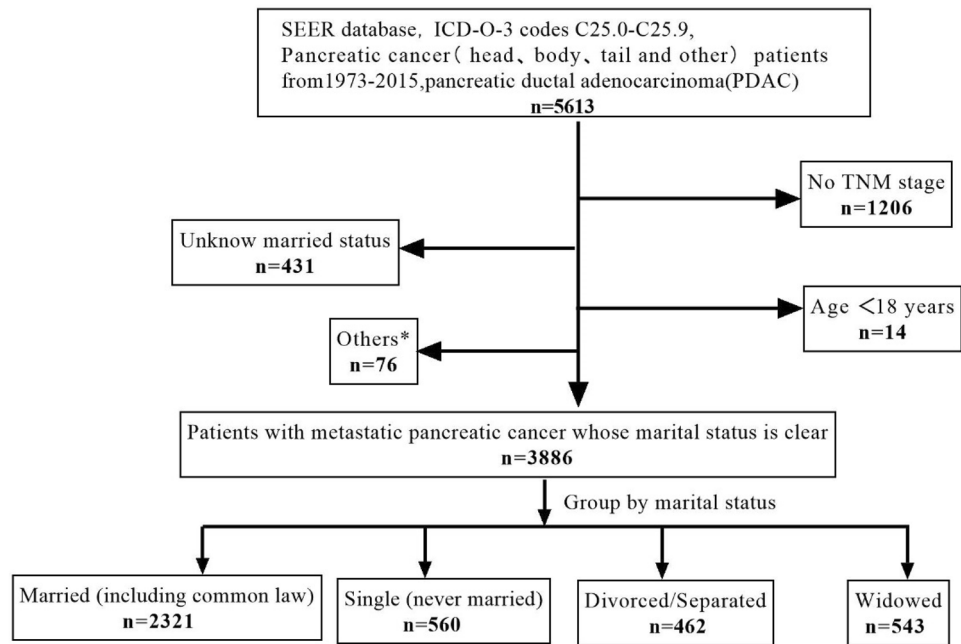 SEER database, ICD-O-3 codes C25.0-C25.9,
Pancreatic cancer( head、body、tail and other) patients
from1973-2015,pancreatic ductal adenocarcinoma(PDAC)
n=5613
No TNM stage
n=1206
Unknow married status
n=431
Age <18 years
n=14
Others*
n=76
Patients with metastatic pancreatic cancer whose marital status is clear
n=3886
Group by marital status
Married (including common law)
n=2321
Single (never married)
n=560
Divorced/Separated
n=462
Widowed
n=543